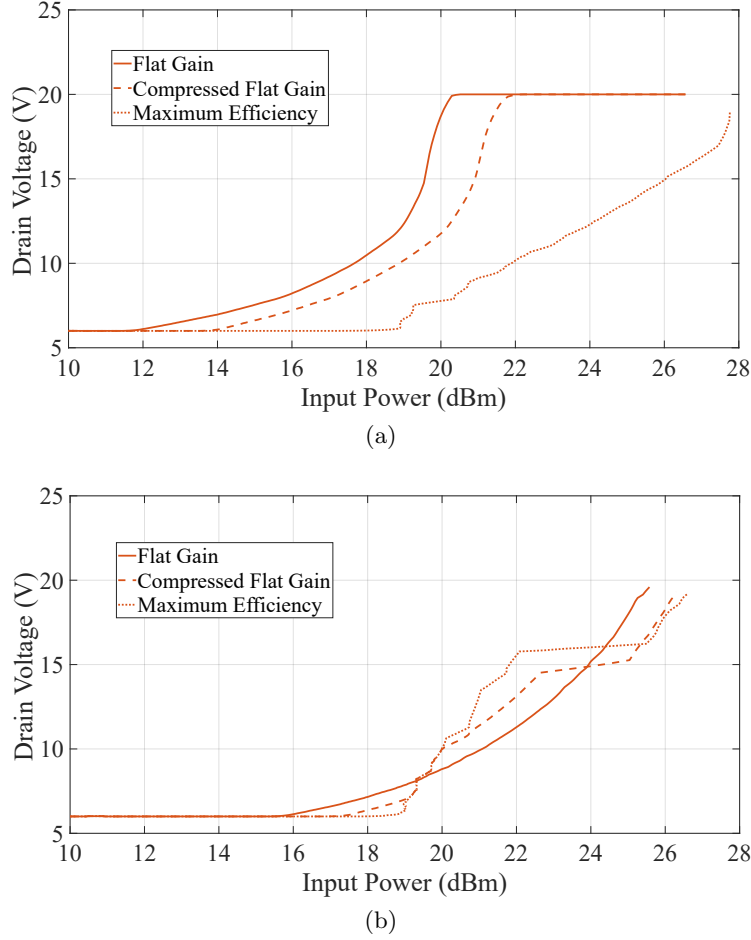 25
20
15
10
5
Drain Voltage (V)
Flat Gain
Compressed Flat Gain
Maximum Efficiency
10 12 14 16 18 20 22 24 26 28
Input Power (dBm)
(a)
25
20
15
10
5
Drain Voltage (V)
Flat Gain
Compressed Flat Gain
Maximum Efficiency
10 12 14 16 18 20 22 24 26 28
Input Power (dBm)
(b)